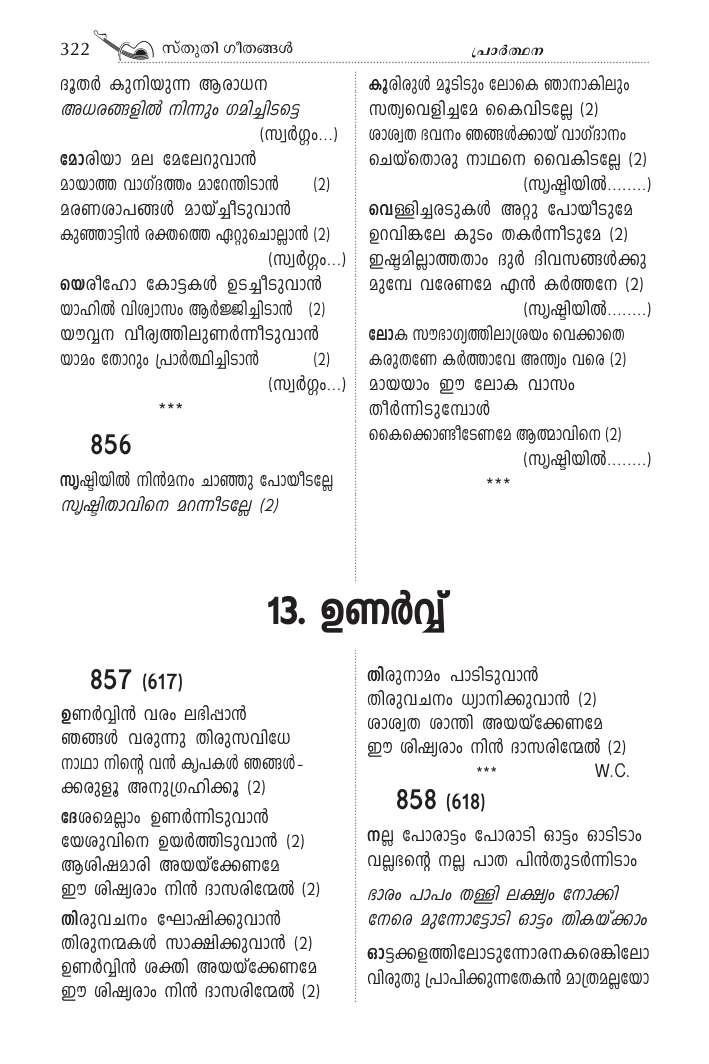 322 സ്തുതി ഗീതങ്ങൾ
പ്രാർത്ഥന
ദൂതർ കുനിയുന്ന ആരാധന
അധരങ്ങളിൽ നിന്നും ഗമിച്ചിടട്ടെ
(സ്വർഗ്ഗം...)
മോരിയാ മല മേലേറുവാൻ
മായാത്ത വാഗ്ദത്തം മാറേന്തിടാൻ (2)
മരണശാപങ്ങൾ മായ്ച്ചീടുവാൻ
കുഞ്ഞാട്ടിൻ രക്തത്തെ ഏറ്റുചൊല്ലാൻ (2)
(സ്വർഗ്ഗം...)
യെരീഹോ കോട്ടകൾ ഉടച്ചീടുവാൻ
യാഹിൽ വിശ്വാസം ആർജ്ജിച്ചിടാൻ (2)
യൗവ്വന വീര്യത്തിലുണർന്നീടുവാൻ
യാമം തോറും പ്രാർത്ഥിച്ചിടാൻ (2)
(സ്വർഗ്ഗം...)
***
856
സൃഷ്ടിയിൽ നിൻമനം ചാഞ്ഞു പോയീടല്ലേ
സൃഷ്ടിതാവിനെ മറന്നീടല്ലേ (2)
കൂരിരുൾ മൂടിടും ലോകെ ഞാനാകിലും
സത്യവെളിച്ചമേ കൈവിടല്ലേ (2)
ശാശ്വത ഭവനം ഞങ്ങൾക്കായ് വാഗ്ദാനം
ചെയ്തൊരു നാഥനെ വൈകിടല്ലേ (2)
(സൃഷ്ടിയിൽ........)
വെള്ളിച്ചരടുകൾ അറ്റു പോയീടുമേ
ഉറവിങ്കലേ കുടം തകർന്നീടുമേ (2)
ഇഷ്ടമില്ലാത്തതാം ദുർ ദിവസങ്ങൾക്കു
മുമ്പേ വരേണമേ എൻ കർത്തനേ (2)
(സൃഷ്ടിയിൽ........)
ലോക സൗഭാഗ്യത്തിലാശ്രയം വെക്കാതെ
കരുതണേ കർത്താവേ അന്ത്യം വരെ (2)
മായയാം ഈ ലോക വാസം
തീർന്നിടുമ്പോൾ
കൈക്കൊണ്ടീടേണമേ ആത്മാവിനെ (2)
(സൃഷ്ടിയിൽ........)
***
13. ഉണർവ്വ്
857 (617)
ഉണർവ്വിൻ വരം ലഭിപ്പാൻ
ഞങ്ങൾ വരുന്നു തിരുസവിധേ
നാഥാ നിന്റെ വൻ കൃപകൾ ഞങ്ങൾ-
ക്കരുളൂ അനുഗ്രഹിക്കൂ (2)
ദേശമെല്ലാം ഉണർന്നിടുവാൻ
യേശുവിനെ ഉയർത്തിടുവാൻ (2)
ആശിഷമാരി അയയ്ക്കേണമേ
ഈ ശിഷ്യരാം നിൻ ദാസരിന്മേൽ (2)
തിരുവചനം ഘോഷിക്കുവാൻ
തിരുനന്മകൾ സാക്ഷിക്കുവാൻ (2)
ഉണർവ്വിൻ ശക്തി അയയ്ക്കേണമേ
ഈ ശിഷ്യരാം നിൻ ദാസരിന്മേൽ (2)
തിരുനാമം പാടിടുവാൻ
തിരുവചനം ധ്യാനിക്കുവാൻ (2)
ശാശ്വത ശാന്തി അയയ്ക്കേണമേ
ഈ ശിഷ്യരാം നിൻ ദാസരിന്മേൽ (2)
*** W.C.
858 (618)
നല്ല പോരാട്ടം പോരാടി ഓട്ടം ഓടിടാം
വല്ലഭന്റെ നല്ല പാത പിൻതുടർന്നിടാം
ഭാരം പാപം തള്ളി ലക്ഷ്യം നോക്കി
നേരെ മുന്നോട്ടോടി ഓട്ടം തികയ്ക്കാം
ഓട്ടക്കളത്തിലോടുന്നോരനകരെങ്കിലോ
വിരുതു പ്രാപിക്കുന്നതേകൻ മാത്രമല്ലയോ